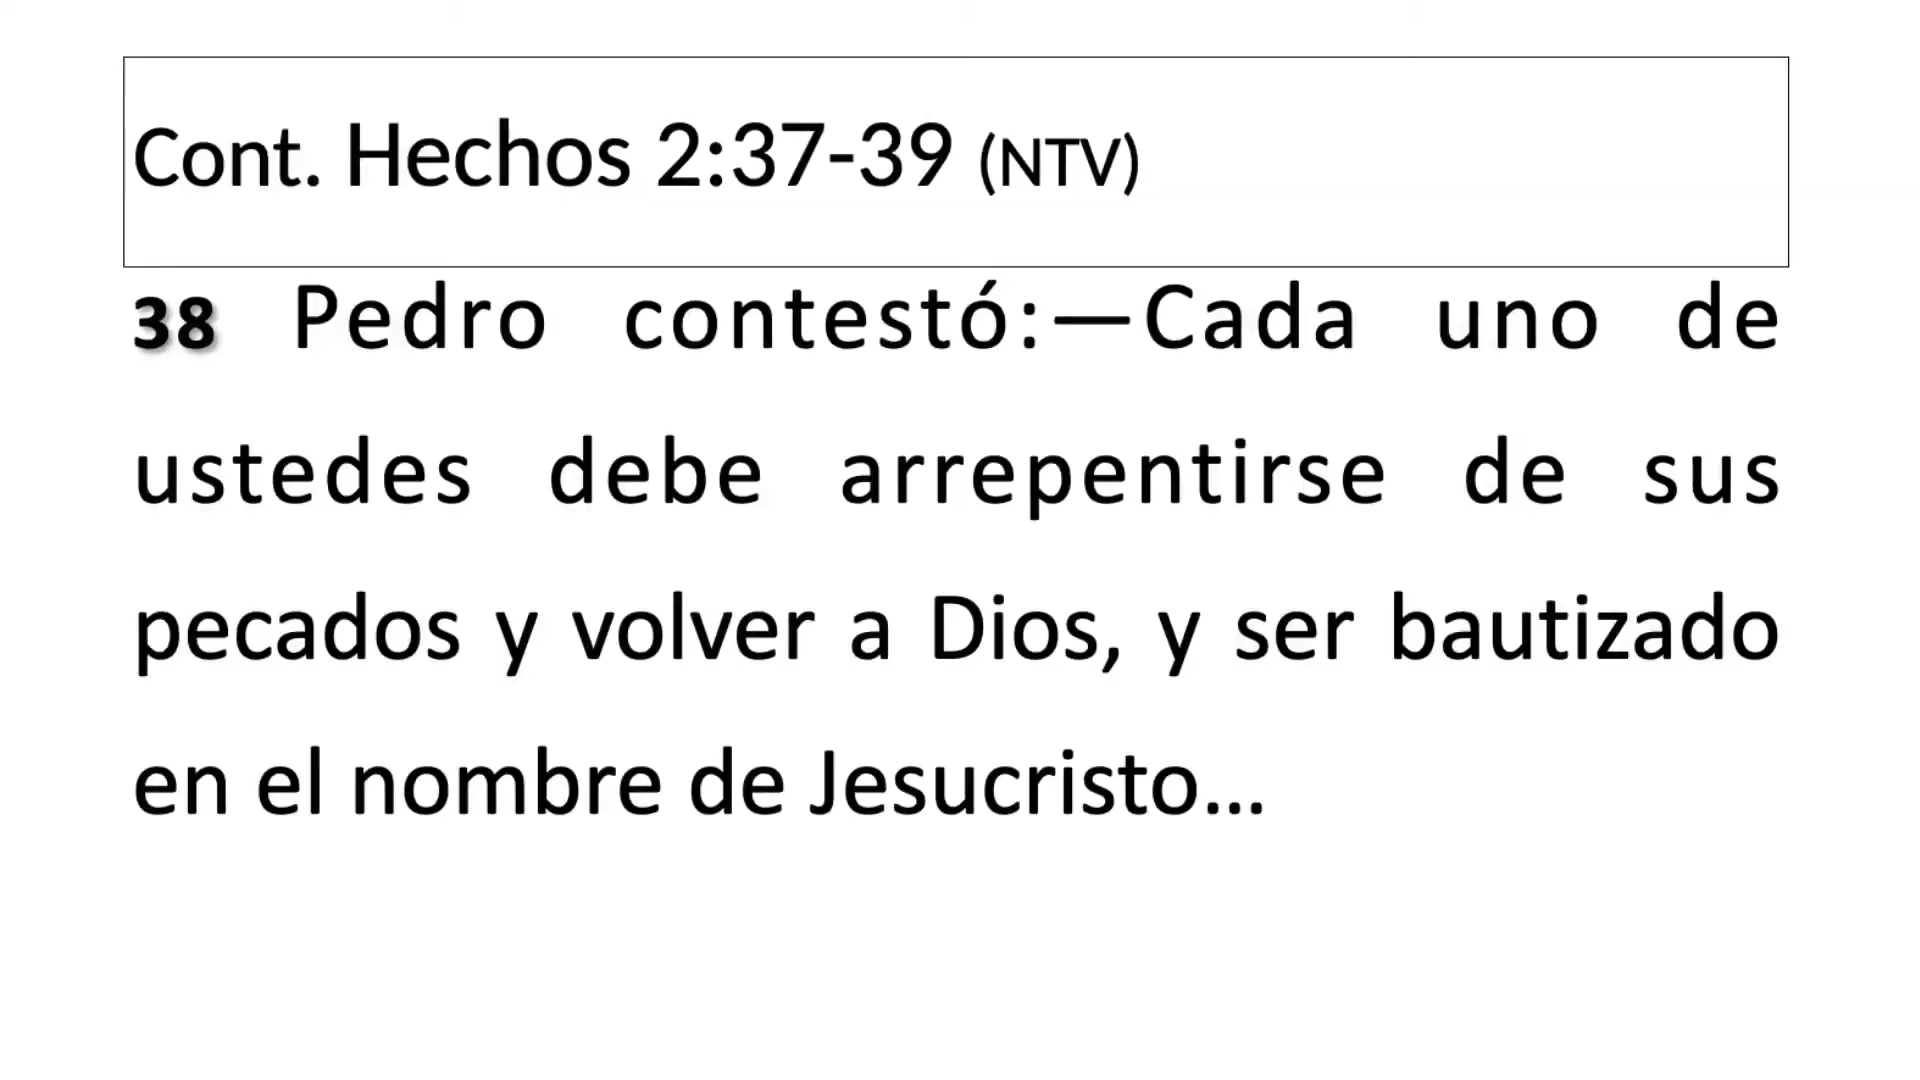 Cont. Hechos 2:37-39 (NTV)
38 Pedro contestó:—Cada uno de
ustedes debe arrepentirse de sus
pecados y volver a Dios, y ser bautizado
en el nombre de Jesucristo…